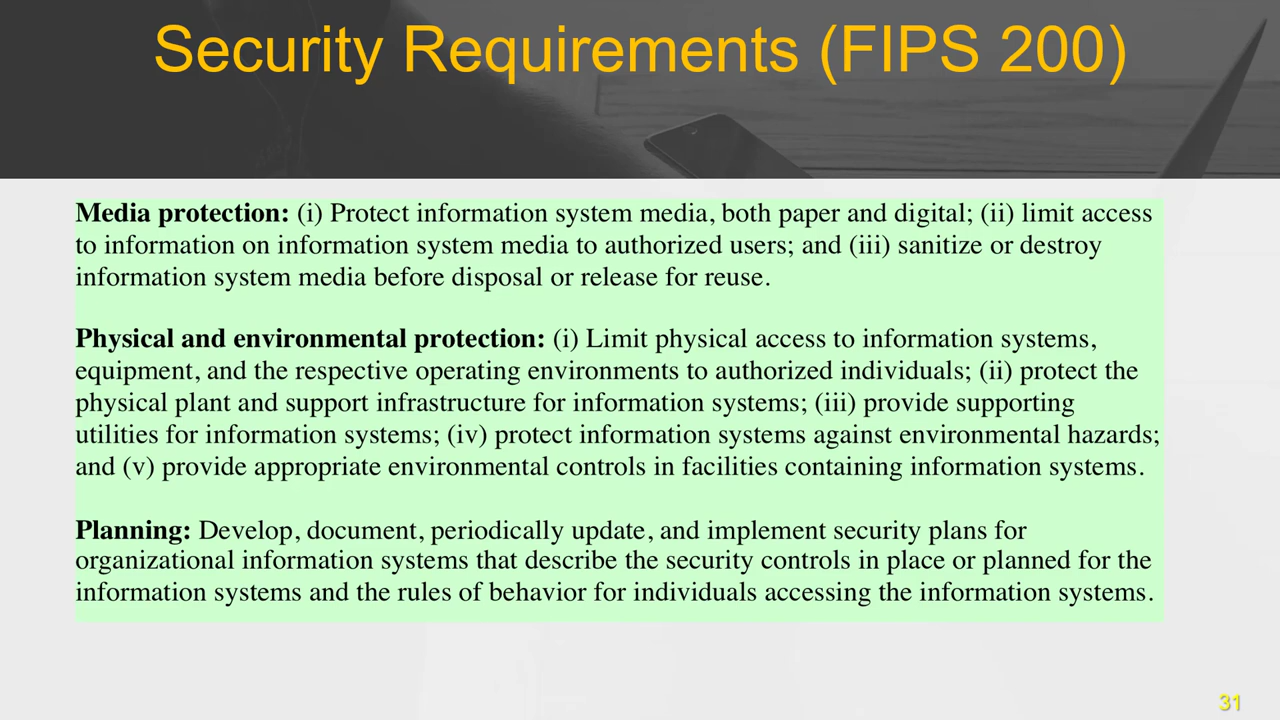 Security Requirements (FIPS 200)
Media protection: (i) Protect information system media, both paper and digital; (ii) limit access
to information on information system media to authorized users; and (iii) sanitize or destroy
information system media before disposal or release for reuse.
Physical and environmental protection: (i) Limit physical access to information systems,
equipment, and the respective operating environments to authorized individuals; (ii) protect the
physical plant and support infrastructure for information systems; (iii) provide supporting
utilities for information systems; (iv) protect information systems against environmental hazards;
and (v) provide appropriate environmental controls in facilities containing information systems.
Planning: Develop, document, periodically update, and implement security plans for
organizational information systems that describe the security controls in place or planned for the
information systems and the rules of behavior for individuals accessing the information systems.
31